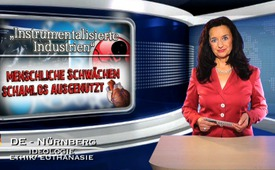 „Instrumentalisierte
Industrien“
MENSCHLICHE SCHWÄCHEN
SCHAMLOS AUSGENUTZT
DE - NÜRNBERG
IDEOLOGIE
ETHIK/ EUTHANASIE